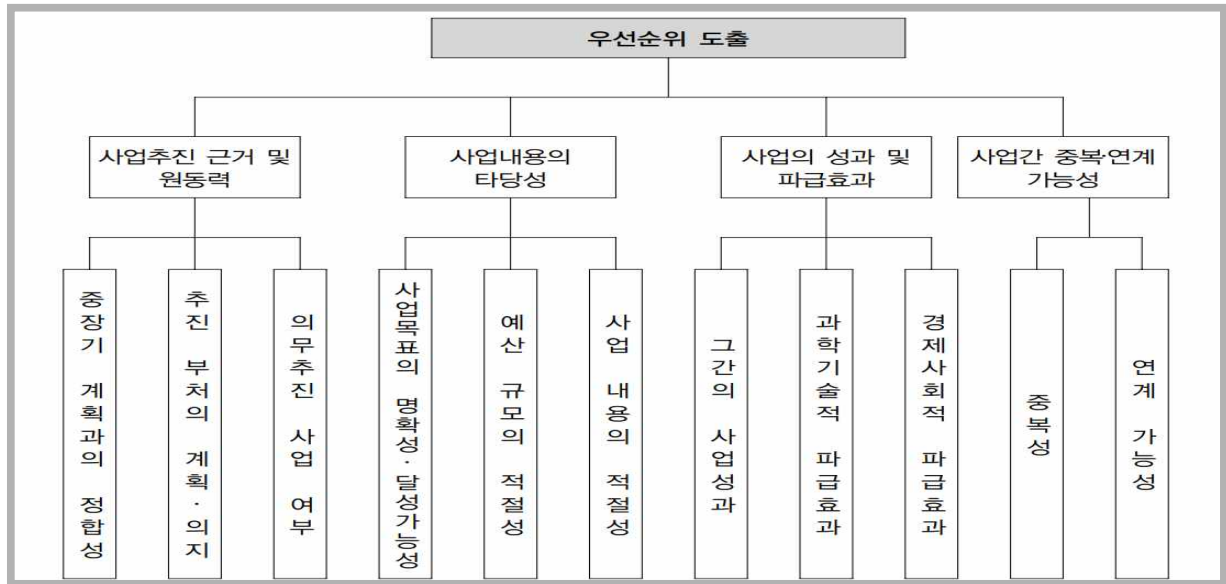 우선순위 도출
사업추진 근거 및
원동력
사업내용의
타당성
사업의 성과 및
파급효과
사업간 중복·연계
가능성
중장기 계획과의 정합성
추진 부처의 계획·의지
의무추진 사업 여부
사업목표의 명확성·달성가능성
예산 규모의 적절성
사업 내용의 적절성
그간의 사업성과
과학기술적 파급효과
경제사회적 파급효과
중복성
연계 가능성